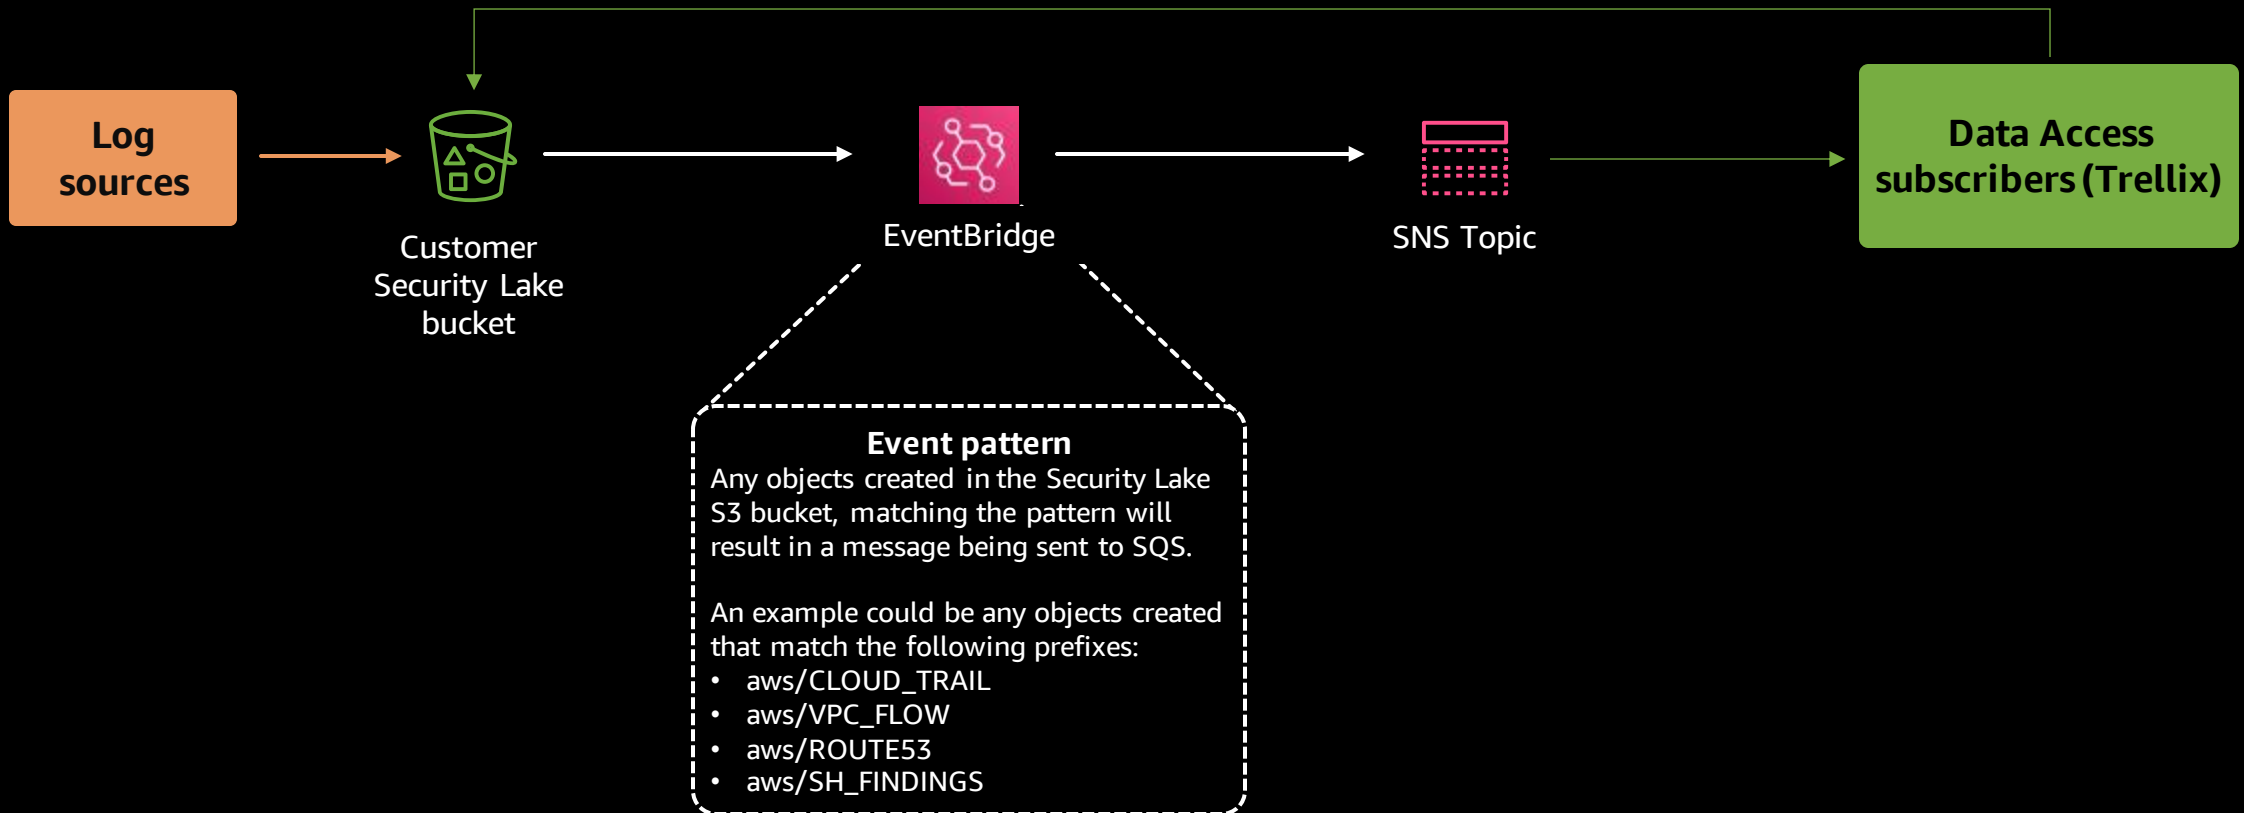 Log
sources
Customer
Security Lake
bucket
EventBridge
SNS Topic
Data Access
subscribers (Trellix)
Event pattern
Any objects created in the Security Lake
S3 bucket, matching the pattern will
result in a message being sent to SQS.
An example could be any objects created
that match the following prefixes:
• aws/CLOUD_TRAIL
• aws/VPC_FLOW
• aws/ROUTE53
• aws/SH_FINDINGS